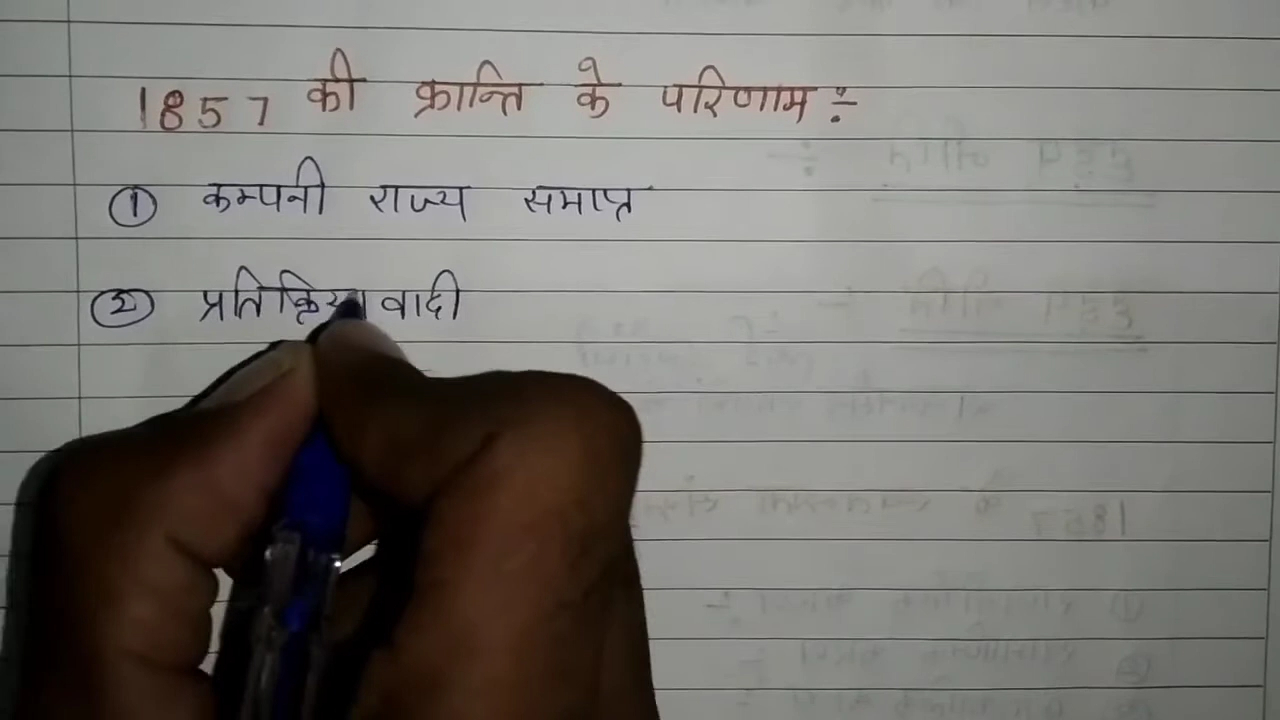 1857 की क्रान्ति के परिणाम ÷
① कम्पनी राज्य समाप्त
② प्रतिक्रियावादी